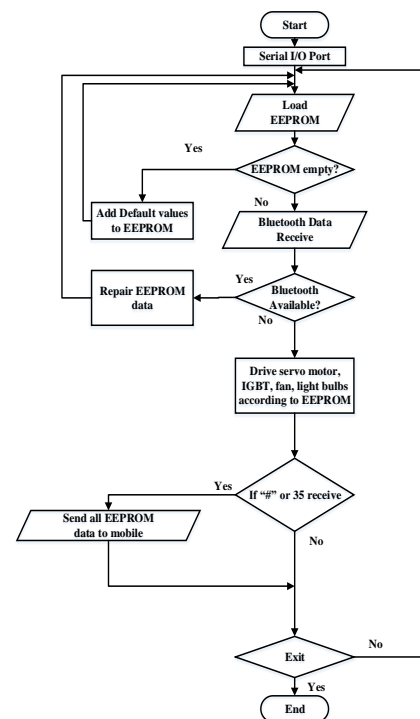 Start
Serial I/O Port
Load
EEPROM
Yes
EEPROM empty?
No
Add Default values
to EEPROM
Bluetooth Data
Receive
Yes
Repair EEPROM
data
Bluetooth
Available?
No
Drive servo motor,
IGBT, fan, light bulbs
according to EEPROM
Yes
If “#” or 35 receive
Send all EEPROM
data to mobile
No
No
Exit
Yes
End